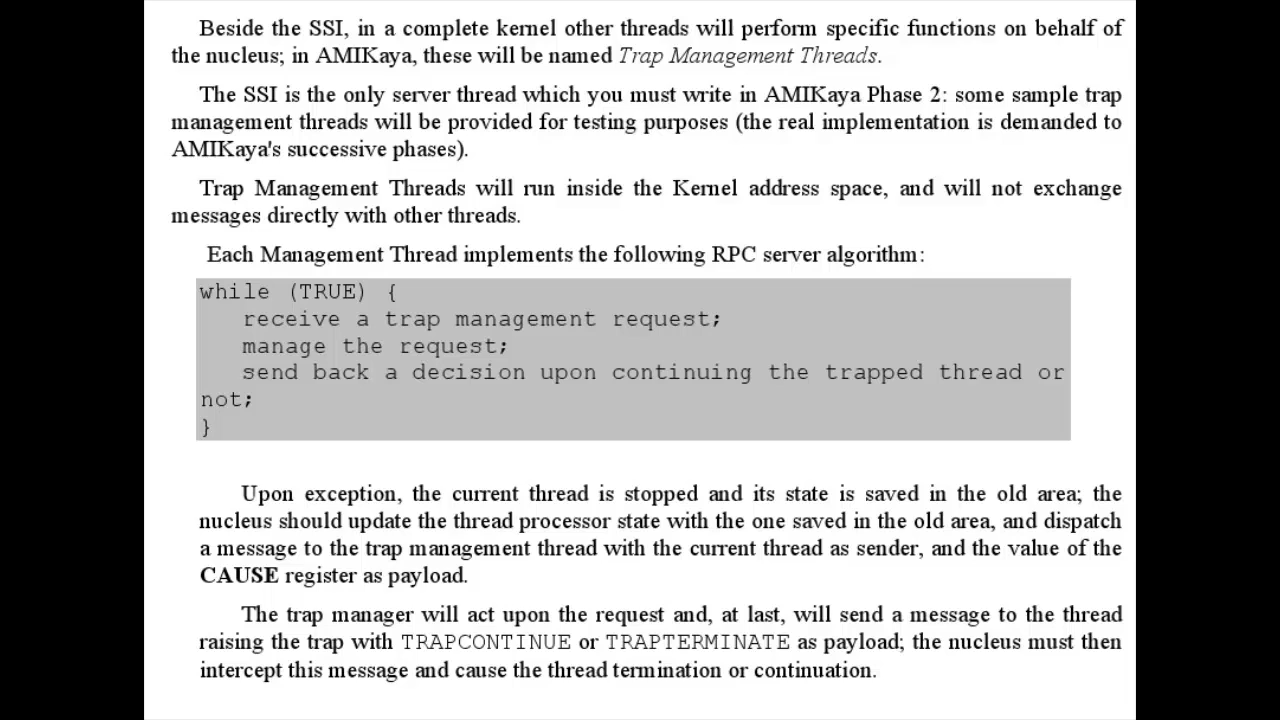 Beside the SSI, in a complete kernel other threads will perform specific functions on behalf of
the nucleus; in AMIKaya, these will be named Trap Management Threads.
The SSI is the only server thread which you must write in AMIKaya Phase 2: some sample trap
management threads will be provided for testing purposes (the real implementation is demanded to
AMIKaya's successive phases).
Trap Management Threads will run inside the Kernel address space, and will not exchange
messages directly with other threads.
Each Management Thread implements the following RPC server algorithm:
while (TRUE) {
receive a trap management request;
manage the request;
send back a decision upon continuing the trapped thread or
not;
}
Upon exception, the current thread is stopped and its state is saved in the old area; the
nucleus should update the thread processor state with the one saved in the old area, and dispatch
a message to the trap management thread with the current thread as sender, and the value of the
CAUSE register as payload.
The trap manager will act upon the request and, at last, will send a message to the thread
raising the trap with TRAPCONTINUE or TRAPTERMINATE as payload; the nucleus must then
intercept this message and cause the thread termination or continuation.